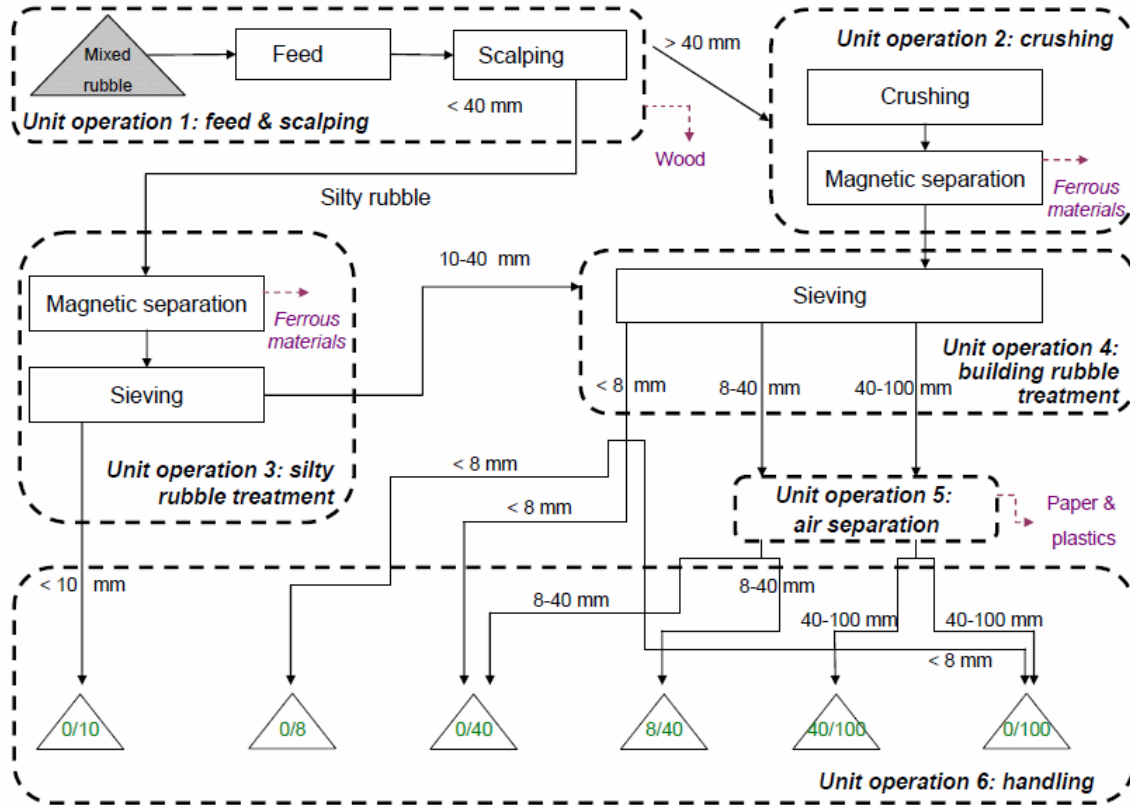 Mixed
rubble
Feed
Scalping
> 40 mm
Unit operation 2: crushing
< 40 mm
Unit operation 1: feed & scalping
Wood
Crushing
Magnetic separation
Ferrous
materials
Silty rubble
10-40 mm
Magnetic separation
Ferrous
materials
Sieving
Unit operation 3: silty
rubble treatment
Sieving
< 8 mm
8-40 mm
40-100 mm
Unit operation 4:
building rubble
treatment
< 8 mm
< 8 mm
Unit operation 5:
air separation
Paper &
plastics
< 10 mm
8-40 mm
8-40 mm
40-100 mm
40-100 mm
< 8 mm
0/10
0/8
0/40
8/40
40/100
0/100
Unit operation 6: handling